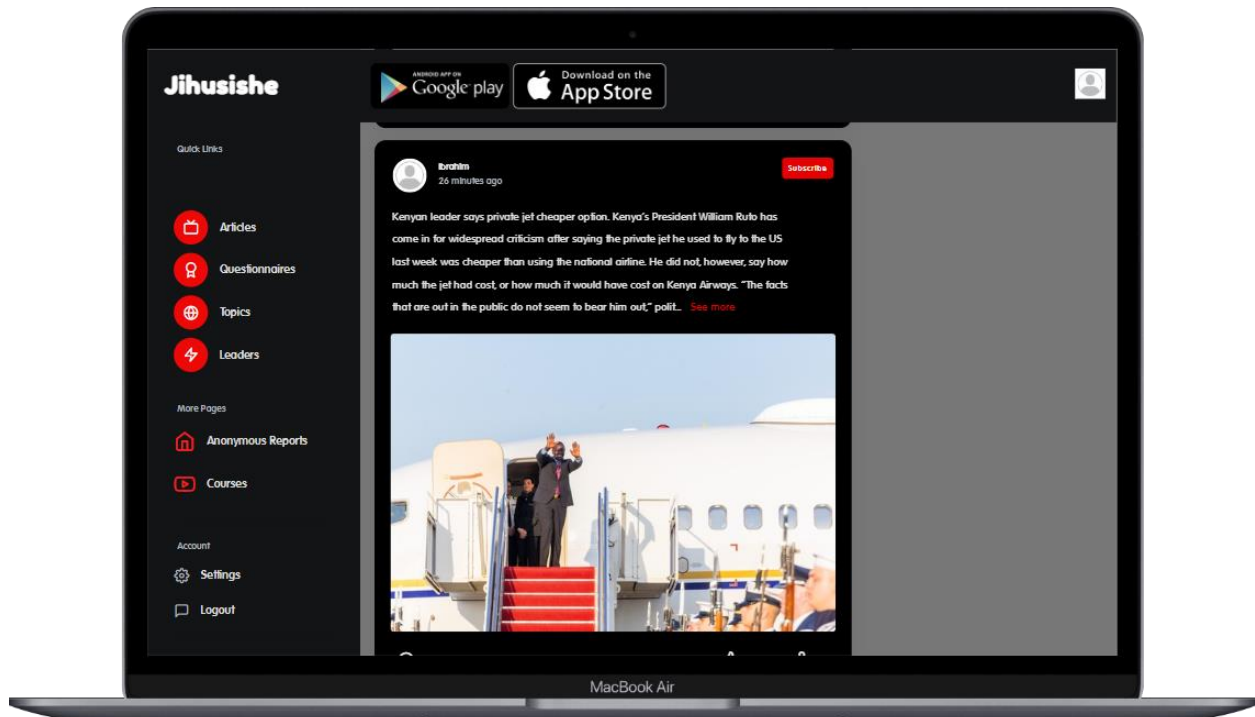 Jihusishe
ANDROID APP ON
Google play
Download on the
App Store
Quick Links
Articles
Questionnaires
Topics
Leaders
More Pages
Anonymous Reports
Courses
Account
Settings
Logout
Ibrahim
26 minutes ago
Subscribe
Kenyan leader says private jet cheaper option. Kenya's President William Ruto has
come in for widespread criticism after saying the private jet he used to fly to the US
last week was cheaper than using the national airline. He did not, however, say how
much the jet had cost, or how much it would have cost on Kenya Airways. "The facts
that are out in the public do not seem to bear him out," polit... See more
MacBook Air